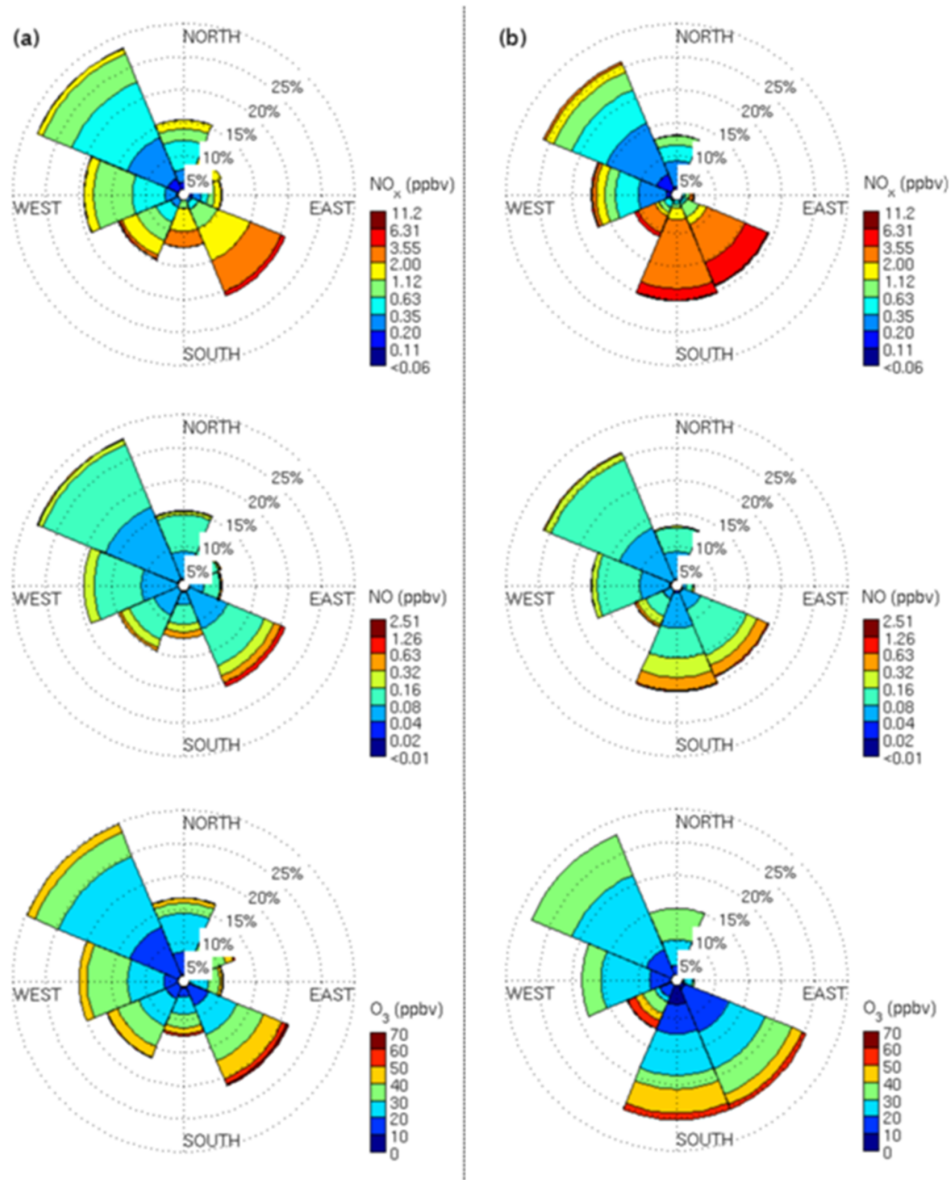 (a)
NORTH
25%
20%
15%
10%
5%
WEST
EAST
SOUTH
NOx (ppbv)
11.2
6.31
3.55
2.00
1.12
0.63
0.35
0.20
0.11
<0.06
(b)
NORTH
25%
20%
15%
10%
5%
WEST
EAST
SOUTH
NOx (ppbv)
11.2
6.31
3.55
2.00
1.12
0.63
0.35
0.20
0.11
<0.06
NORTH
25%
20%
15%
10%
5%
WEST
EAST
SOUTH
NO (ppbv)
2.51
1.26
0.63
0.32
0.16
0.08
0.04
0.02
<0.01
NORTH
25%
20%
15%
10%
5%
WEST
EAST
SOUTH
NO (ppbv)
2.51
1.26
0.63
0.32
0.16
0.08
0.04
0.02
<0.01
NORTH
25%
20%
15%
10%
5%
WEST
EAST
SOUTH
O3 (ppbv)
70
60
50
40
30
20
10
0
NORTH
25%
20%
15%
10%
5%
WEST
EAST
SOUTH
O3 (ppbv)
70
60
50
40
30
20
10
0